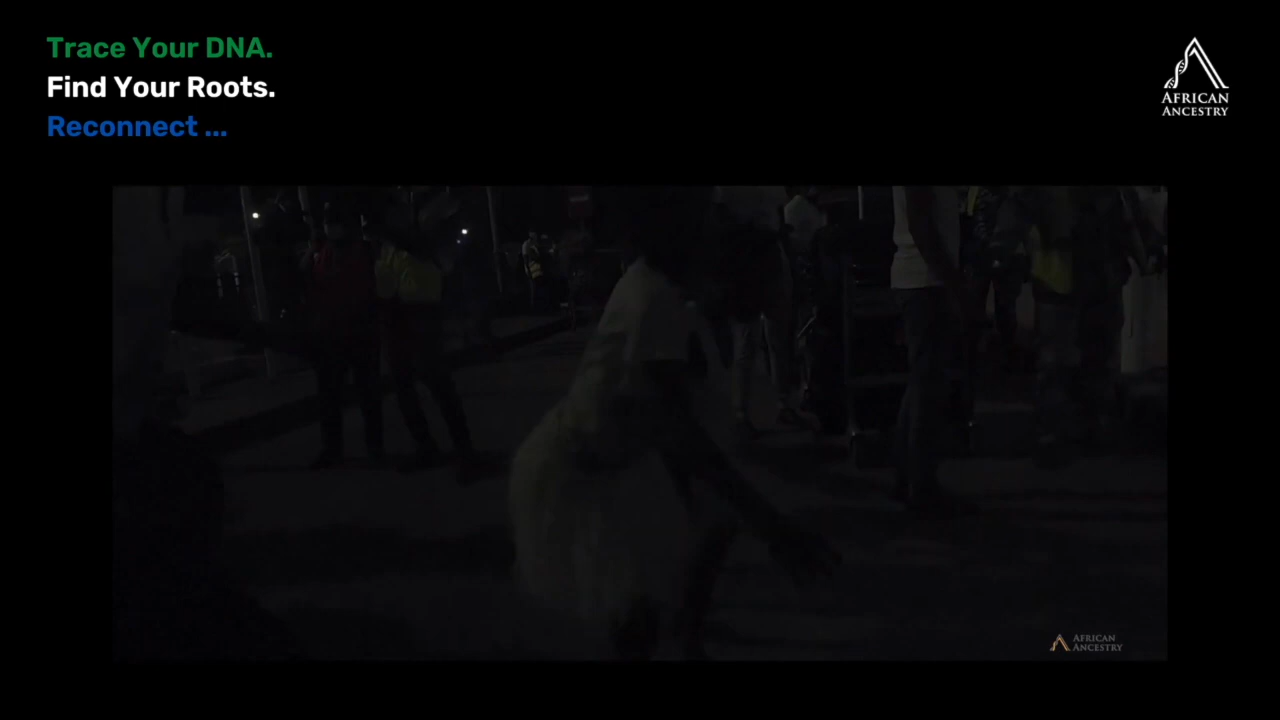 Trace Your DNA.
Find Your Roots.
Reconnect ...
AFRICAN
ANCESTRY
AFRICAN
ANCESTRY